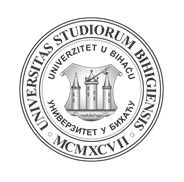 UNIVERSITAS STUDIORUM BIHIGIENSIS
UNIVERZITET U BIHAĆU
УНИВЕРЗИТЕТ У БИХАЋУ
· MCMXCVII ·